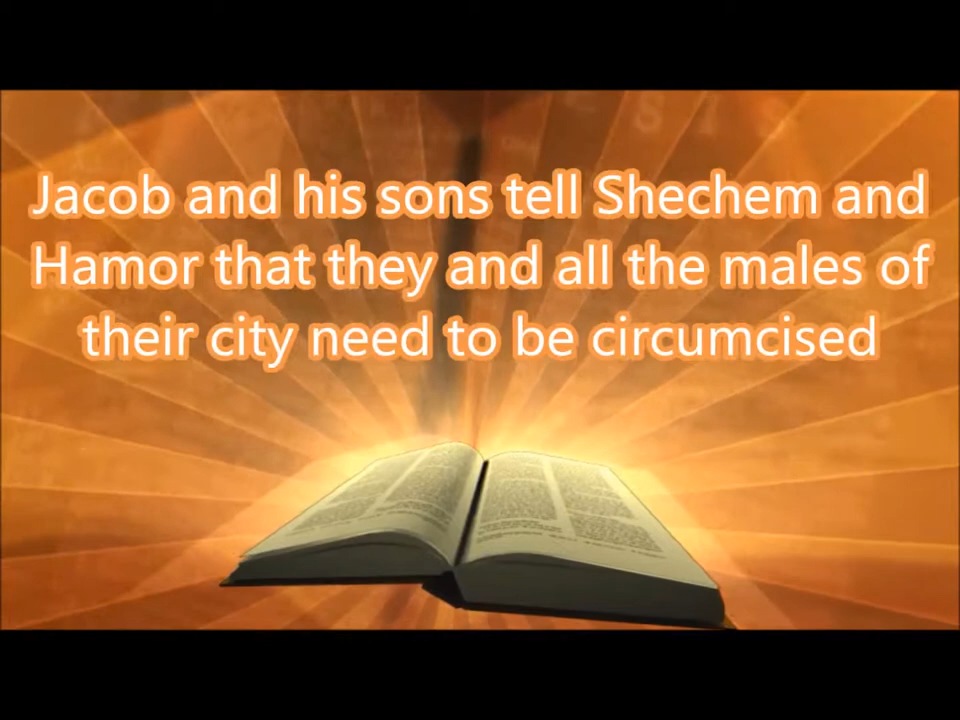 Jacob and his sons tell Shechem and
Hamor that they and all the males of
their city need to be circumcised